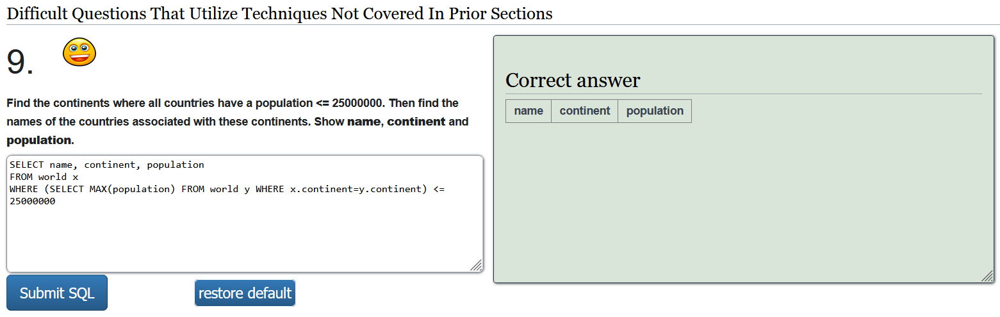 Difficult Questions That Utilize Techniques Not Covered In Prior Sections
9.
Find the continents where all countries have a population <= 25000000. Then find the
names of the countries associated with these continents. Show name, continent and
population.
SELECT name, continent, population
FROM world x
WHERE (SELECT MAX(population) FROM world y WHERE x.continent=y.continent) <=
25000000
Submit SQL
restore default
Correct answer
name continent population